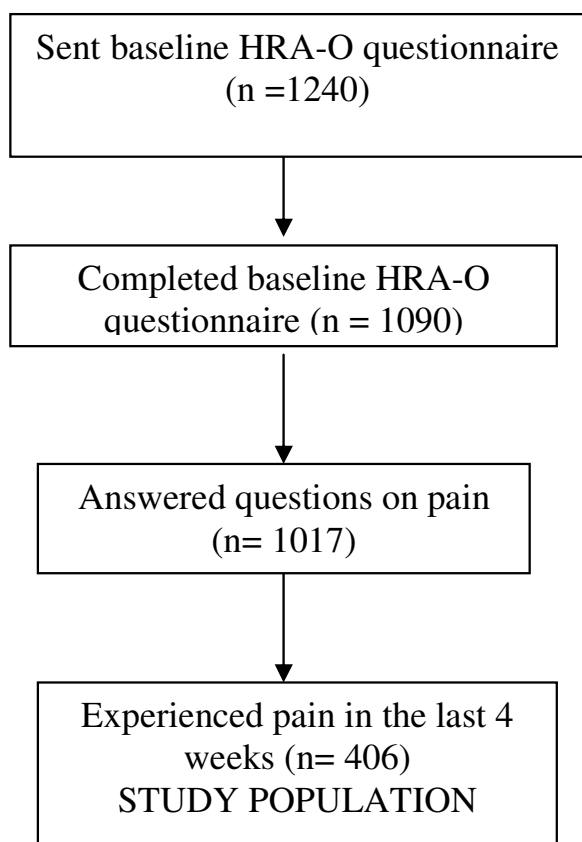 Sent baseline HRA-O questionnaire
(n =1240)
Completed baseline HRA-O
questionnaire (n = 1090)
Answered questions on pain
(n= 1017)
Experienced pain in the last 4
weeks (n= 406)
STUDY POPULATION